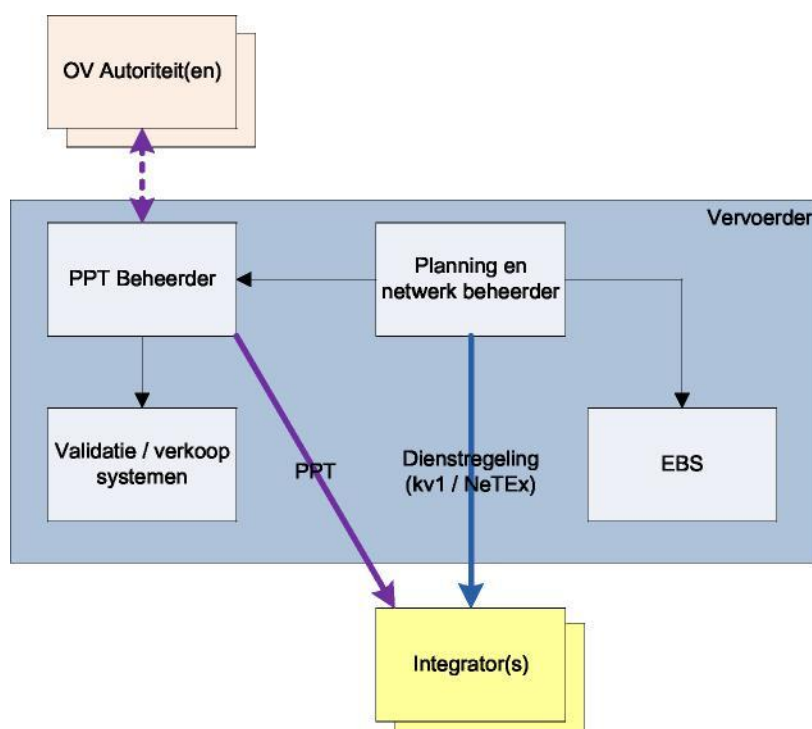 OV Autoriteit(en)
Vervoerder
PPT Beheerder
Planning en
netwerk beheerder
Validatie / verkoop
systemen
PPT
Dienstregeling
(kv1 / NeTEx)
EBS
Integrator(s)